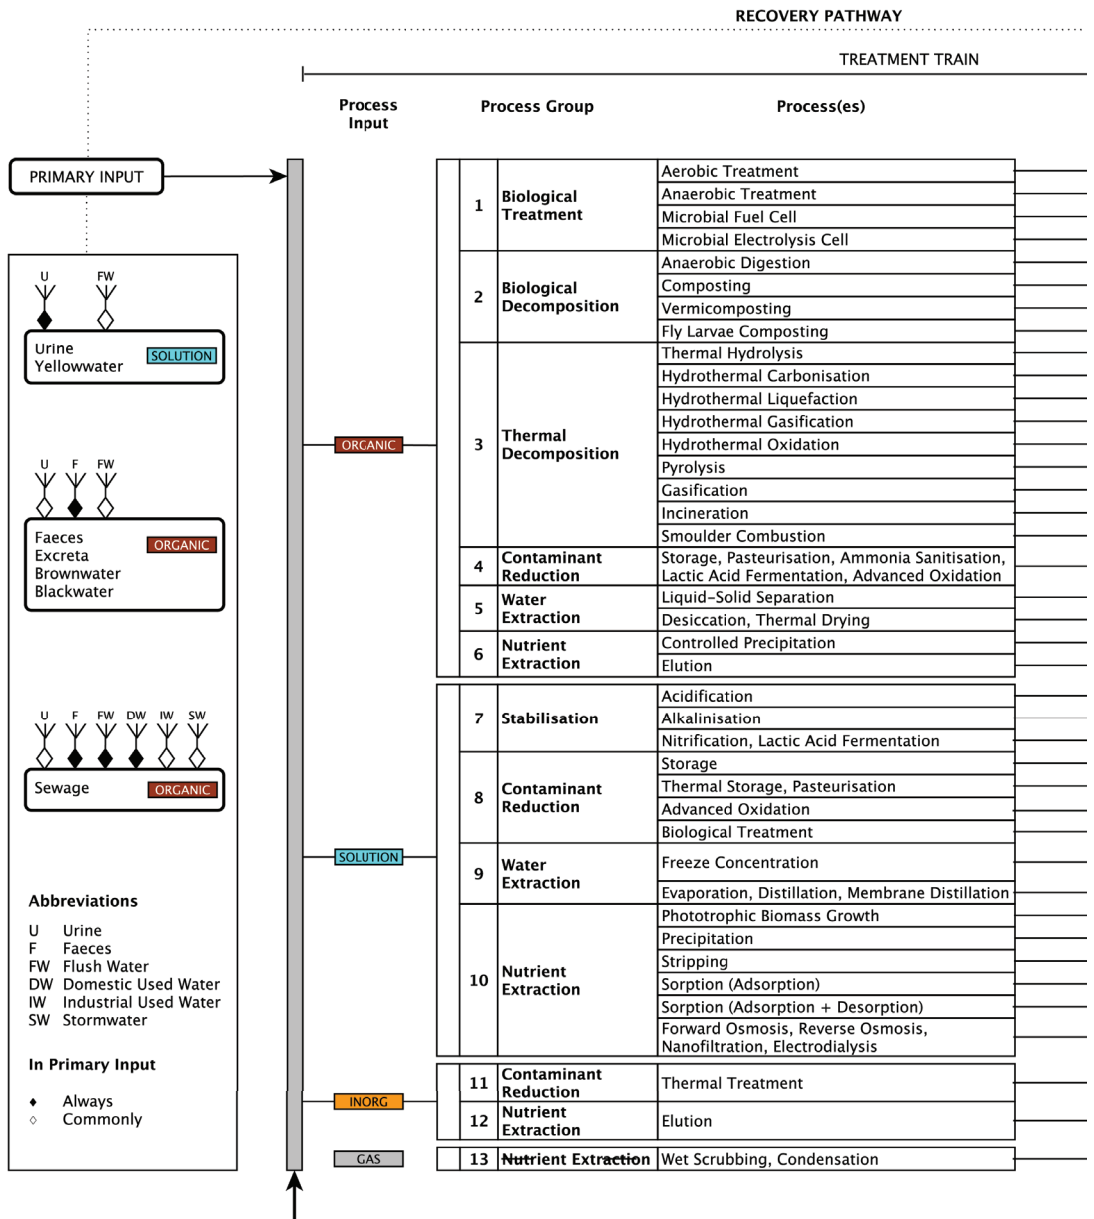 RECOVERY PATHWAY
TREATMENT TRAIN
Process
Input
Process Group
Process(es)
PRIMARY INPUT
U FW
Urine
Yellowwater
SOLUTION
U F FW
Faeces
Excreta
Brownwater
Blackwater
ORGANIC
U F FW DW IW SW
Sewage
ORGANIC
Abbreviations
U Urine
F Faeces
FW Flush Water
DW Domestic Used Water
IW Industrial Used Water
SW Stormwater
In Primary Input
Always
Commonly
ORGANIC
1
Biological
Treatment
Aerobic Treatment
Anaerobic Treatment
Microbial Fuel Cell
Microbial Electrolysis Cell
2
Biological
Decomposition
Anaerobic Digestion
Composting
Vermicomposting
Fly Larvae Composting
3
Thermal
Decomposition
Thermal Hydrolysis
Hydrothermal Carbonisation
Hydrothermal Liquefaction
Hydrothermal Gasification
Hydrothermal Oxidation
Pyrolysis
Gasification
Incineration
Smoulder Combustion
4
Contaminant
Reduction
Storage, Pasteurisation, Ammonia Sanitisation,
Lactic Acid Fermentation, Advanced Oxidation
5
Water
Extraction
Liquid-Solid Separation
Desiccation, Thermal Drying
6
Nutrient
Extraction
Controlled Precipitation
Elution
SOLUTION
7
Stabilisation
Acidification
Alkalinisation
Nitrification, Lactic Acid Fermentation
8
Contaminant
Reduction
Storage
Thermal Storage, Pasteurisation
Advanced Oxidation
Biological Treatment
9
Water
Extraction
Freeze Concentration
Evaporation, Distillation, Membrane Distillation
10
Nutrient
Extraction
Phototrophic Biomass Growth
Precipitation
Stripping
Sorption (Adsorption)
Sorption (Adsorption + Desorption)
Forward Osmosis, Reverse Osmosis,
Nanofiltration, Electrodialysis
INORG
11
Contaminant
Reduction
Thermal Treatment
12
Nutrient
Extraction
Elution
GAS
13
Nutrient Extraction
Wet Scrubbing, Condensation